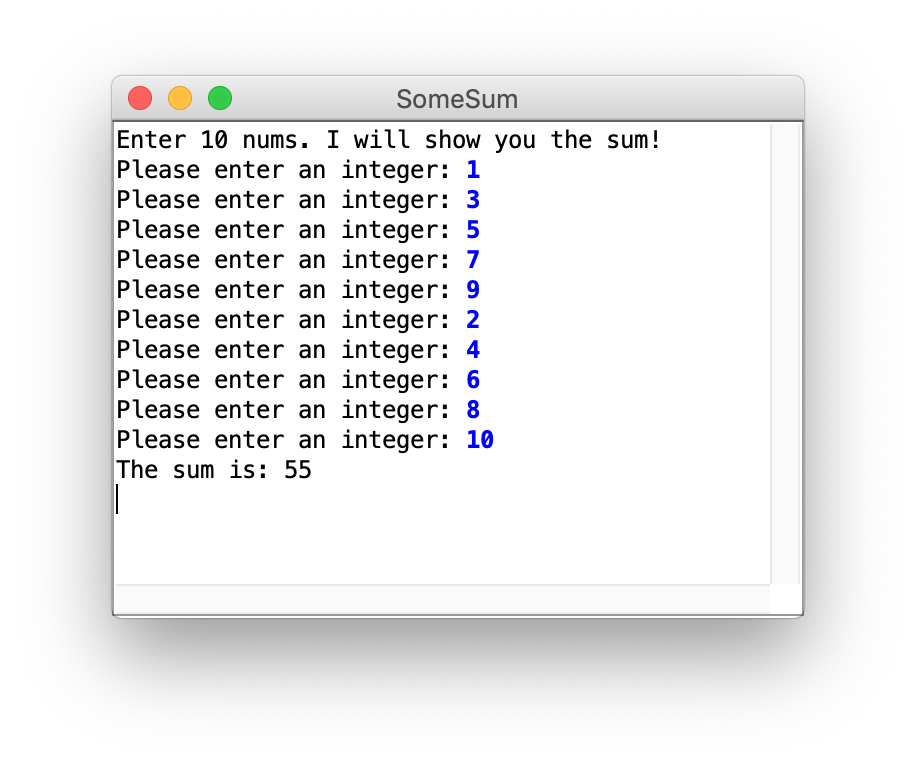 SomeSum
Enter 10 nums. I will show you the sum!
Please enter an integer: 1
Please enter an integer: 3
Please enter an integer: 5
Please enter an integer: 7
Please enter an integer: 9
Please enter an integer: 2
Please enter an integer: 4
Please enter an integer: 6
Please enter an integer: 8
Please enter an integer: 10
The sum is: 55